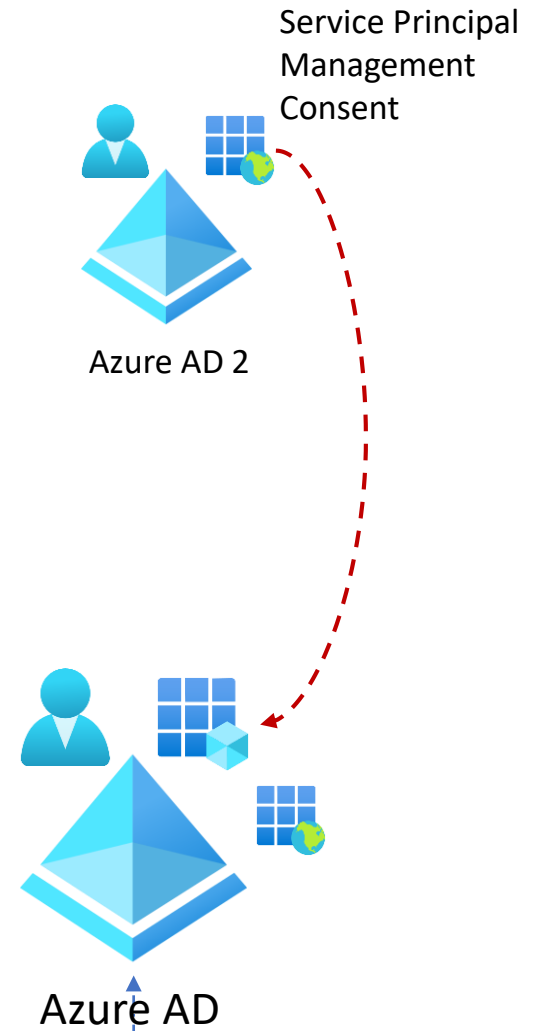 Service Principal
Management
Consent
Azure AD 2
Azure AD